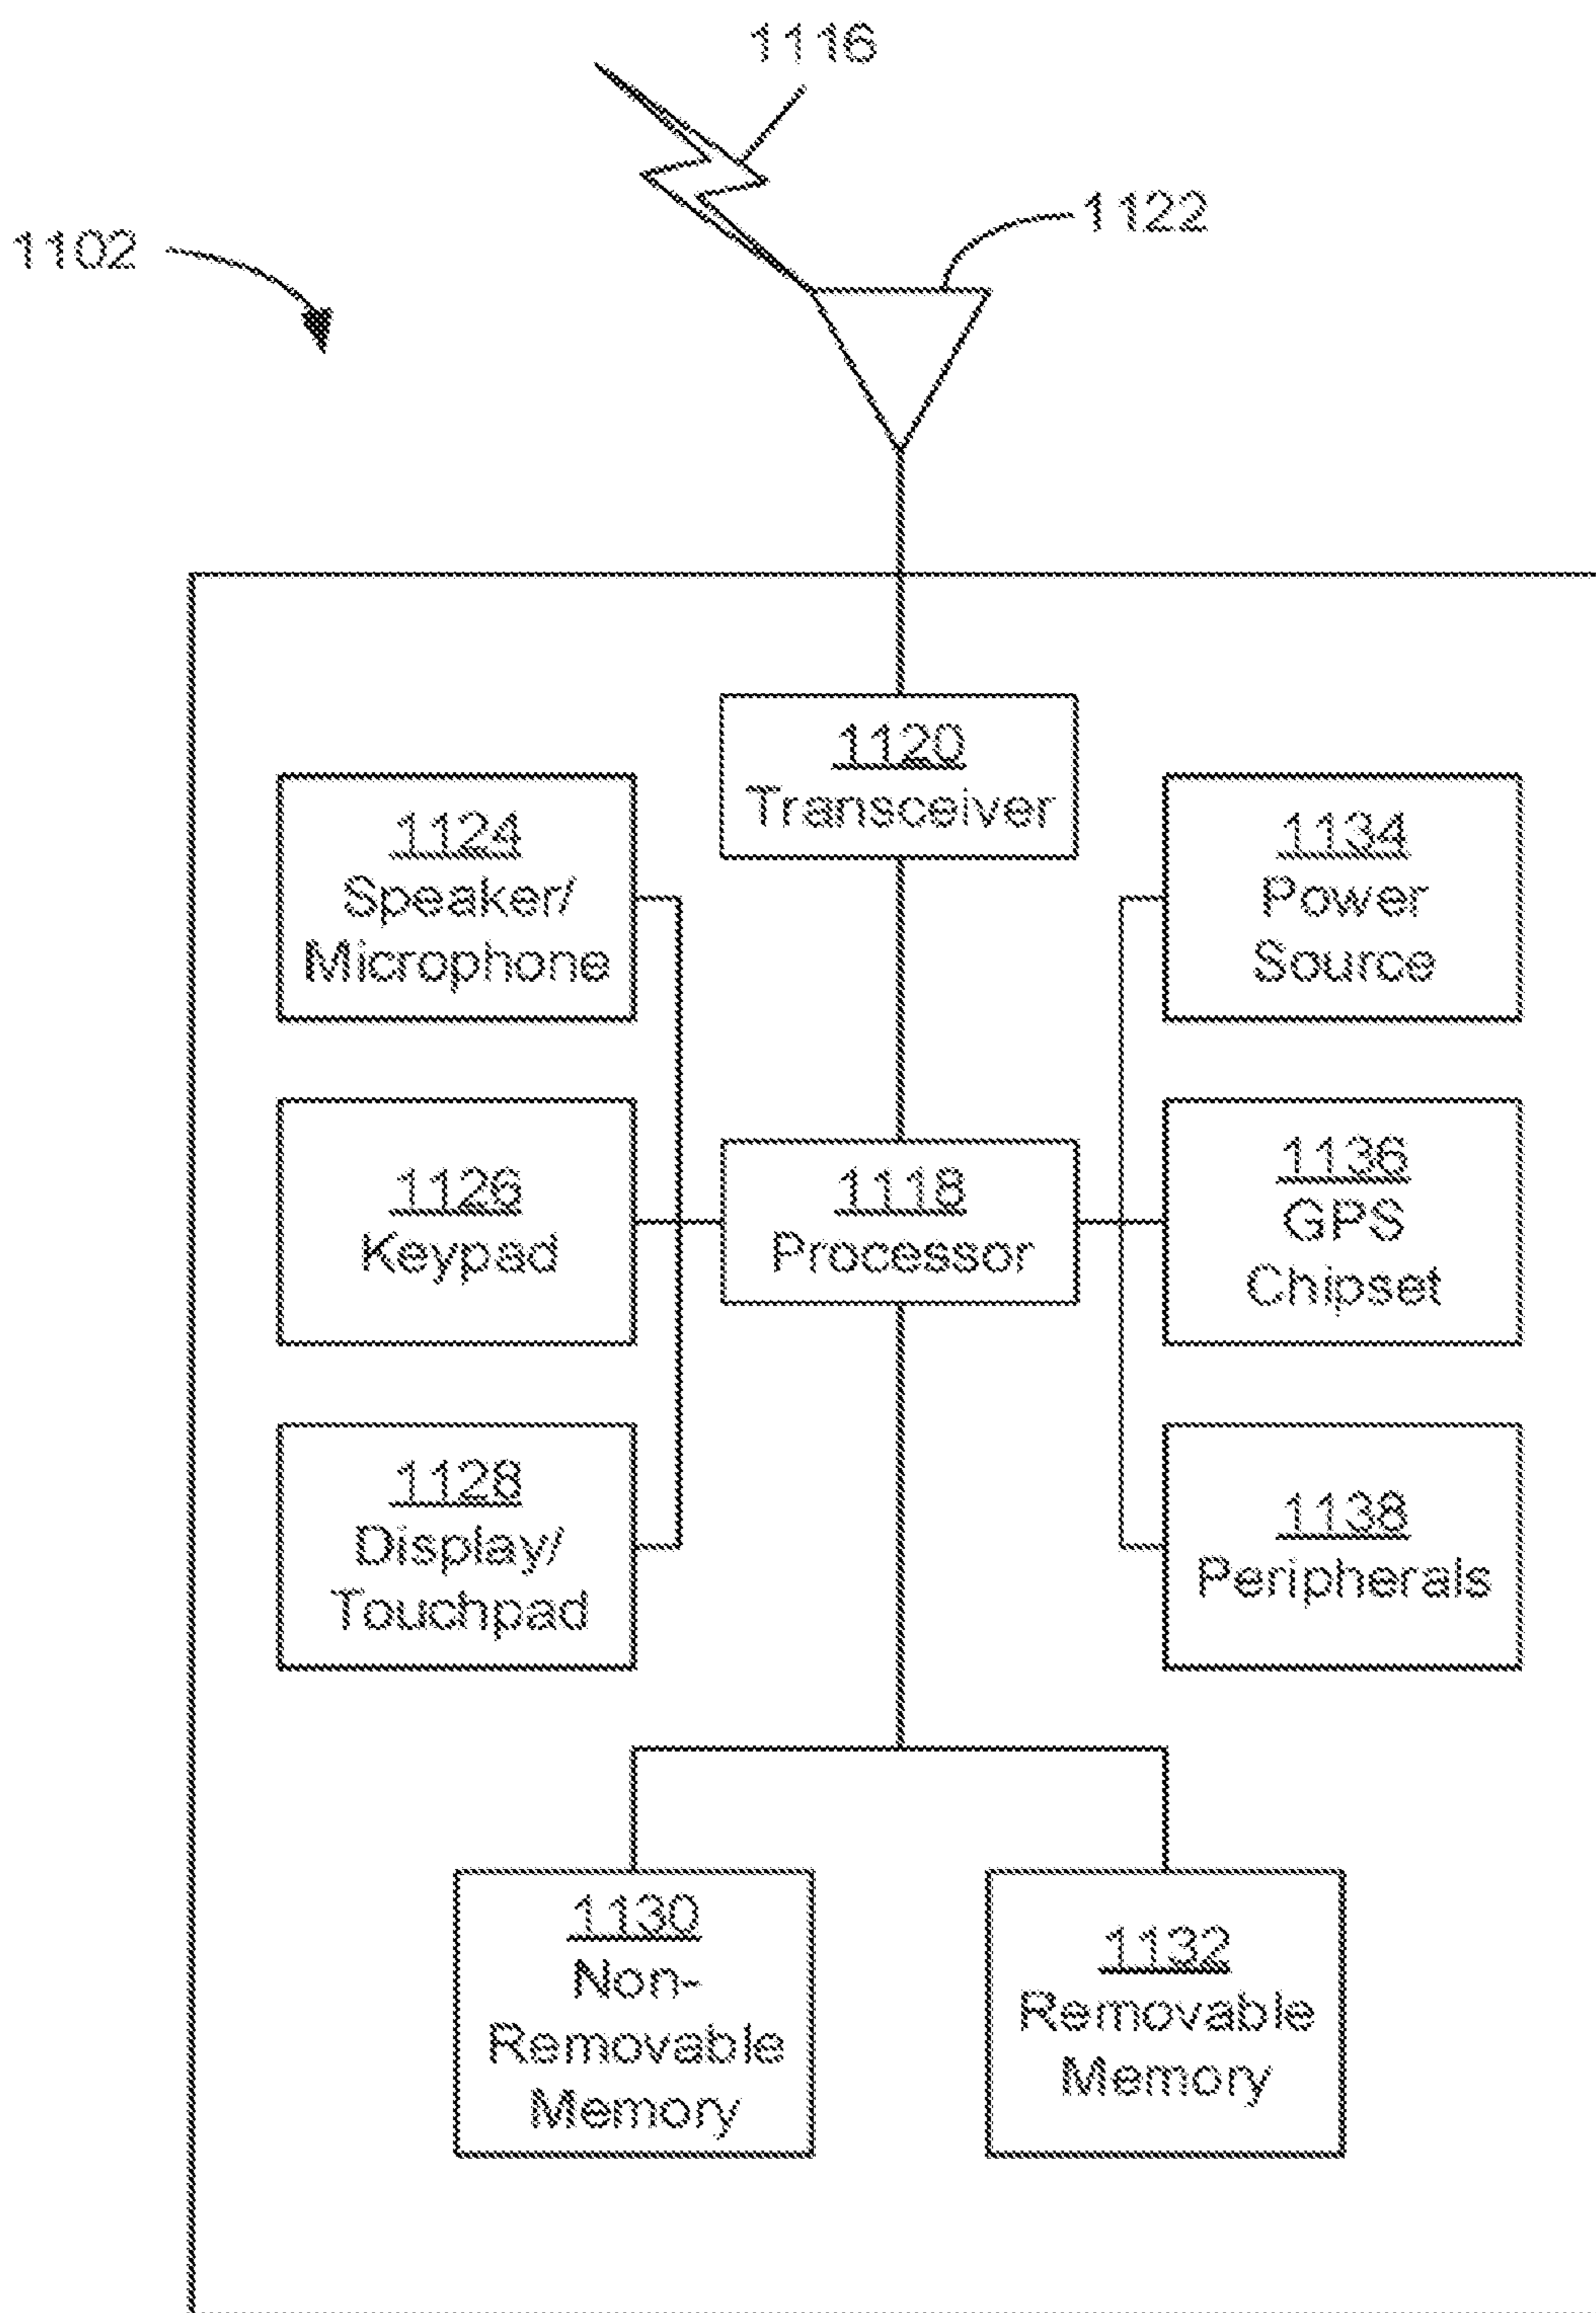 1116
1122
1102
1120
Transceiver
1124
Speaker/
Microphone
1134
Power
Source
1126
Keypad
1118
Processor
1136
GPS
Chipset
1128
Display/
Touchpad
1138
Peripherals
1130
Non-
Removable
Memory
1132
Removable
Memory